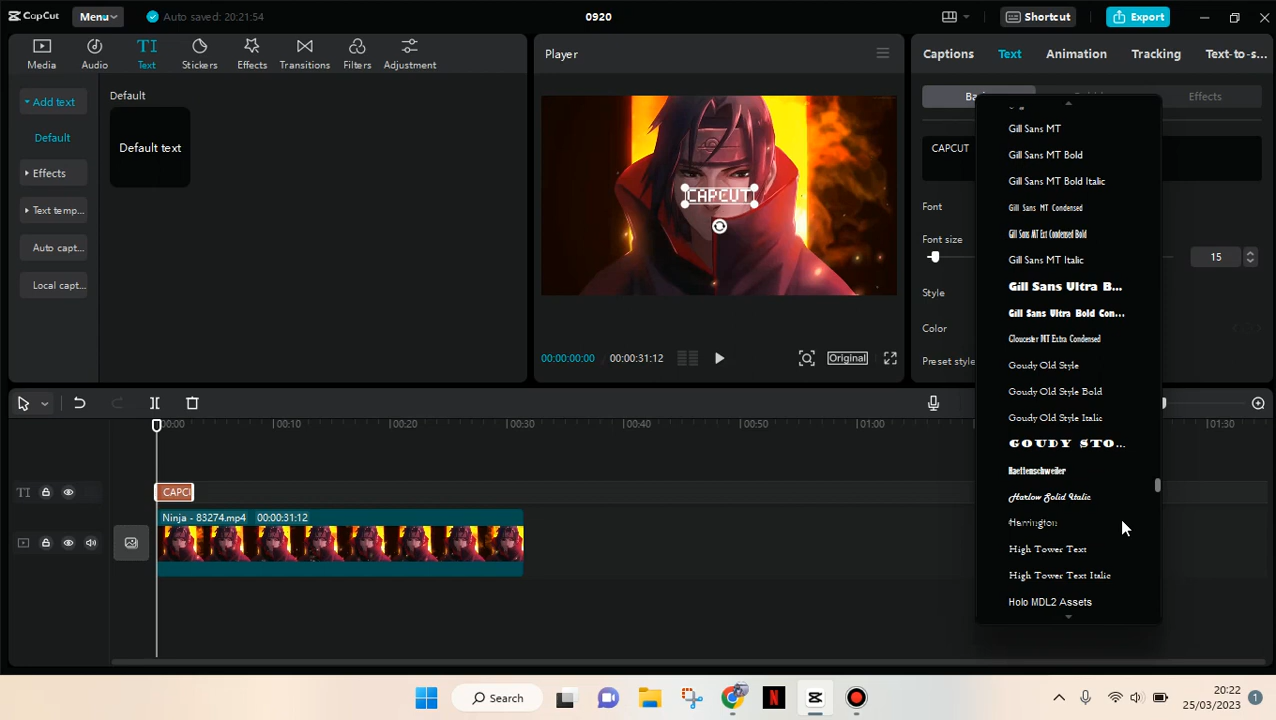 CapCut
Menu
Auto saved: 20:21:54
0920
Shortcut
Export
Media
Audio
Text
Stickers
Effects
Transitions
Filters
Adjustment
Add text
Default
Effects
Text temp...
Auto capt...
Local capt...
Default
Default text
Player
CAPCUT
00:00:00:00
00:00:31:12
Original
Captions
Text
Animation
Tracking
Text-to-s...
Ba
Effects
CAPCUT
Font
Font size
15
Style
Color
Preset style
Gill Sans MT
Gill Sans MT Bold
Gill Sans MT Bold Italic
Gill Sans MT Condensed
Gill Sans MT Ext Condensed Bold
Gill Sans MT Italic
Gill Sans Ultra B...
Gill Sans Ultra Bold Con...
Gloucester MT Extra Condensed
Goudy Old Style
Goudy Old Style Bold
Goudy Old Style Italic
GOUDY STO...
Haettenschweiler
Harlow Solid Italic
Harrington
High Tower Text
High Tower Text Italic
Holo MDL2 Assets
00:00
00:10
00:20
00:30
00:40
00:50
01:00
01:30
TI
CAPC
Ninja - 83274.mp4
00:00:31:12
Search
20:22
25/03/2023
1